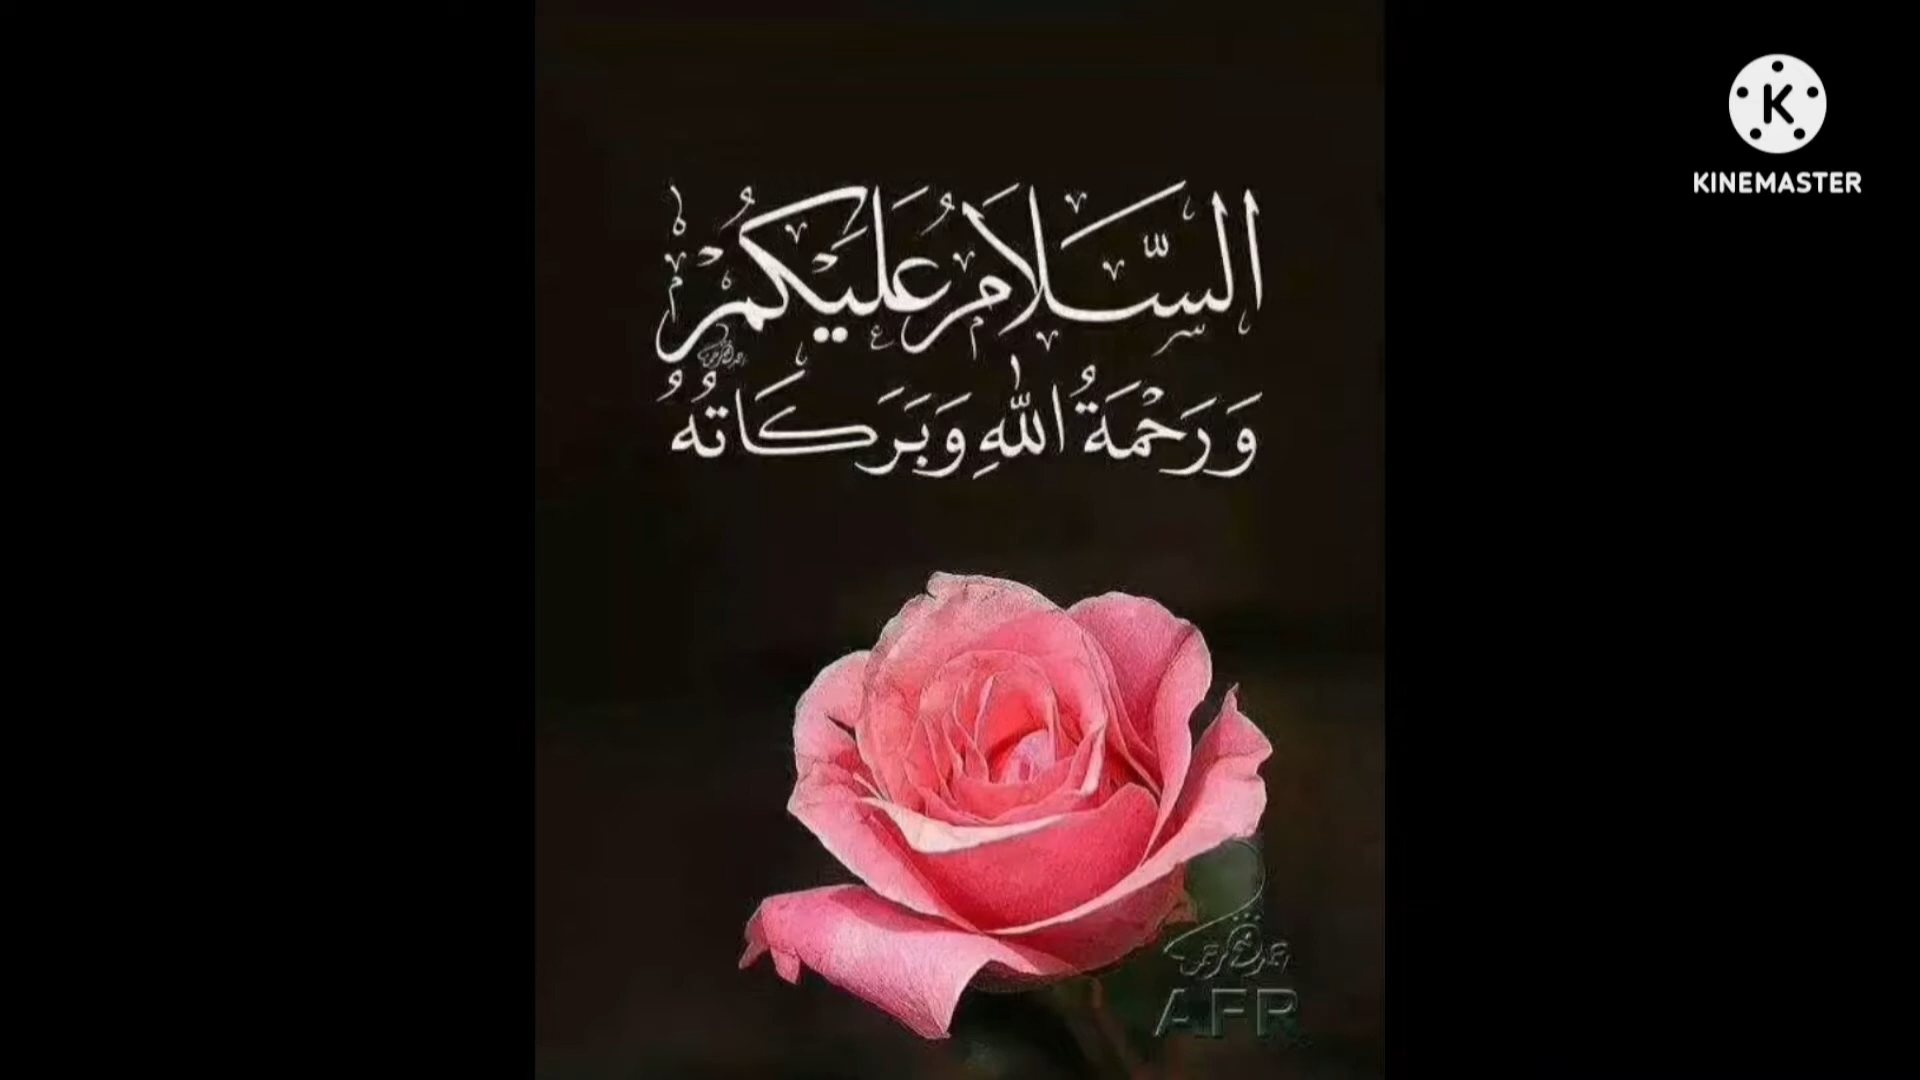 السَّلَامُ عَلَيْكُمْ
وَرَحْمَةُ اللهِ وَبَرَكَاتُهُ
K
KINEMASTER
AFR